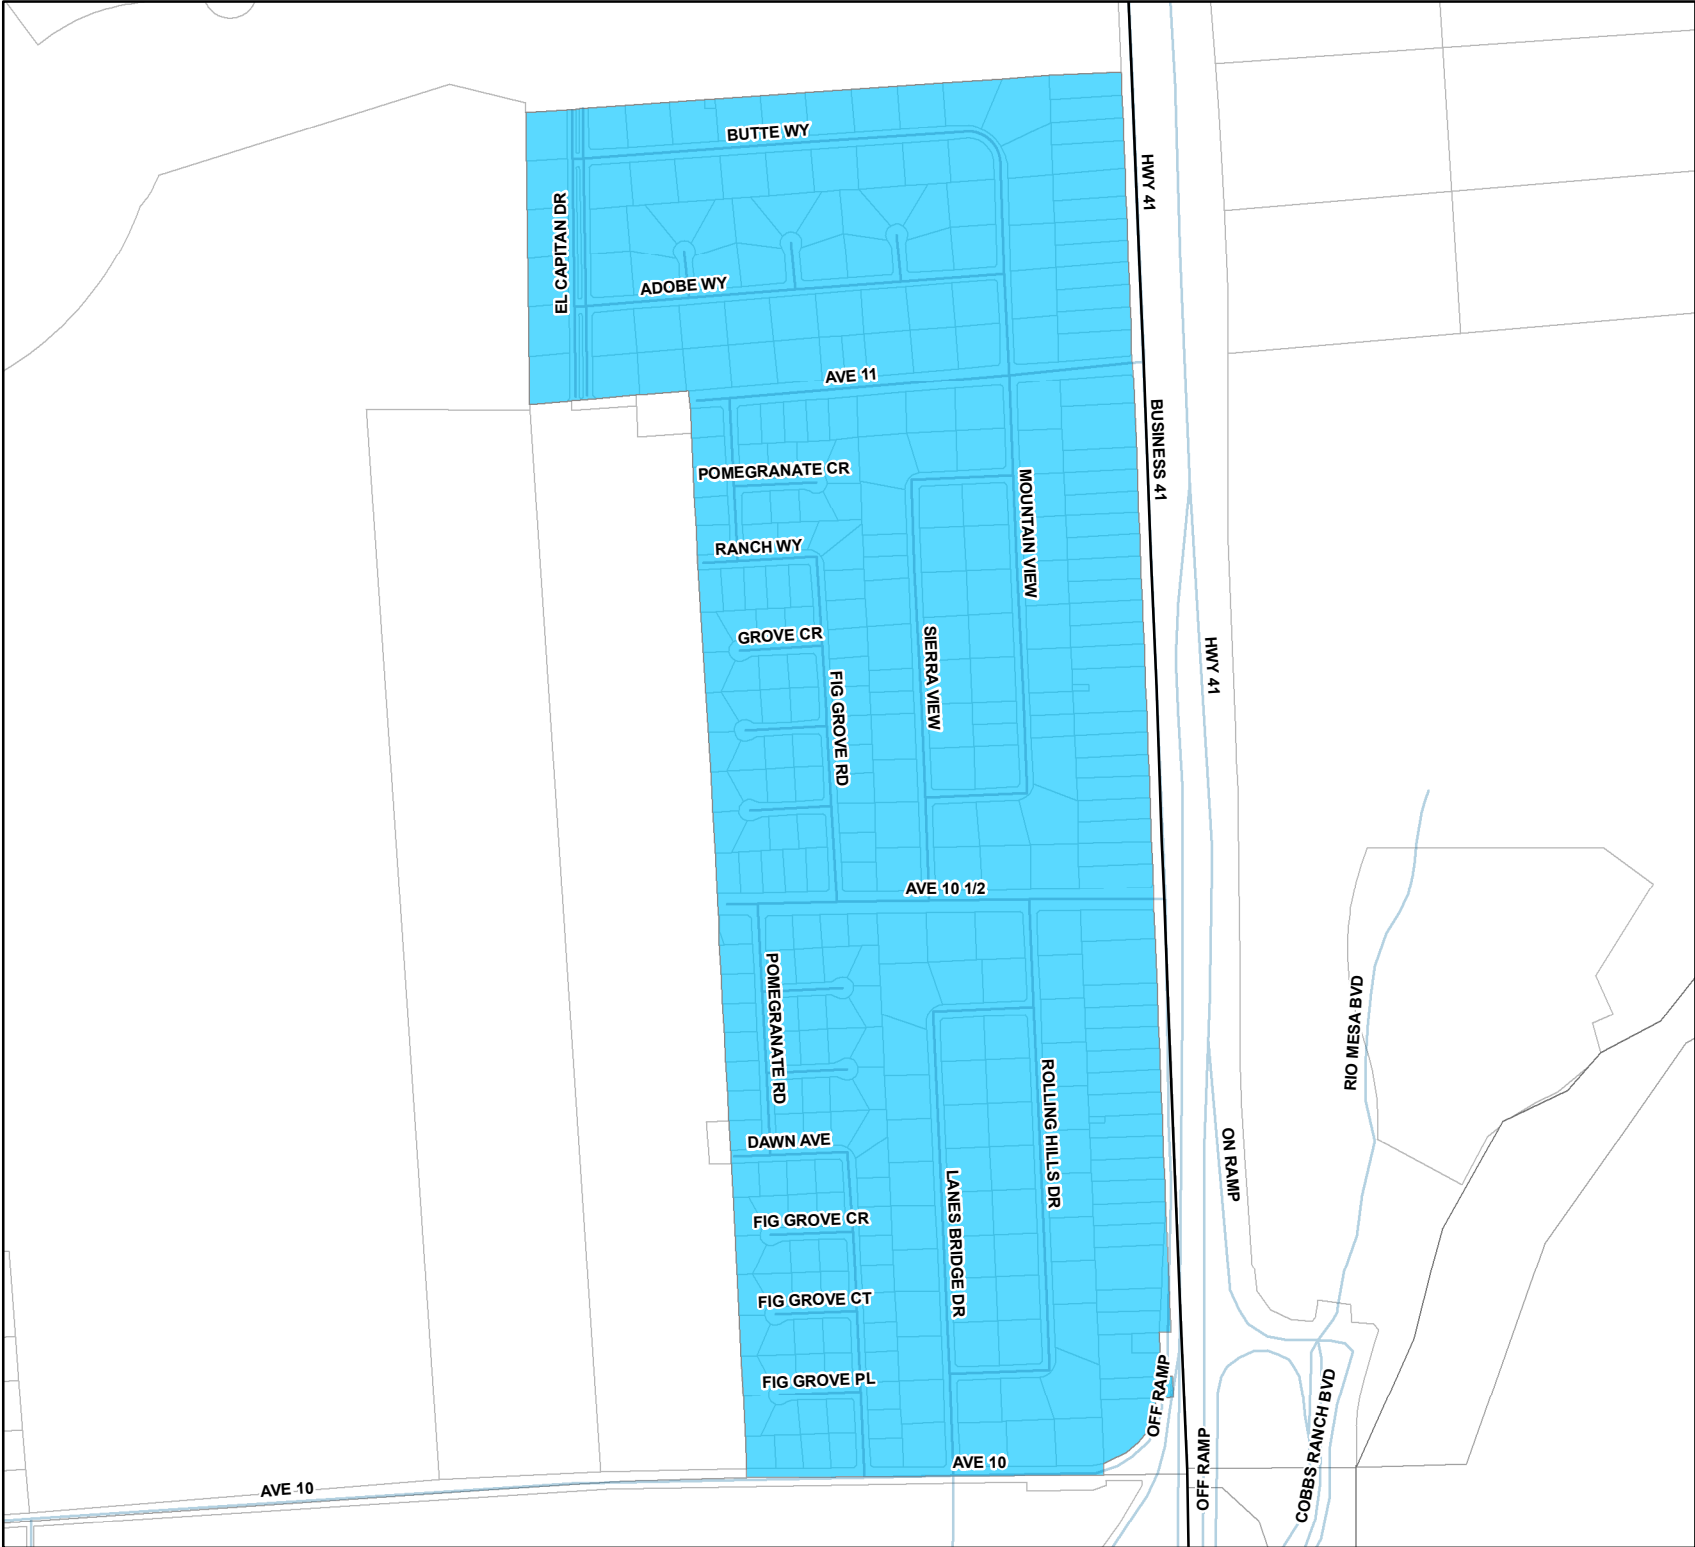 BUTTE WY
HWY 41
EL CAPITAN DR
ADOBE WY
AVE 11
BUSINESS 41
POMEGRANATE CR
MOUNTAIN VIEW
RANCH WY
GROVE CR
SIERRA VIEW
HWY 41
FIG GROVE RD
AVE 10 1/2
POMEGRANATE RD
RIO MESA BVD
ROLLING HILLS DR
DAWN AVE
ON RAMP
LANES BRIDGE DR
FIG GROVE CR
FIG GROVE CT
FIG GROVE PL
OFF RAMP
COBBS RANCH BVD
OFF RAMP
AVE 10
AVE 10